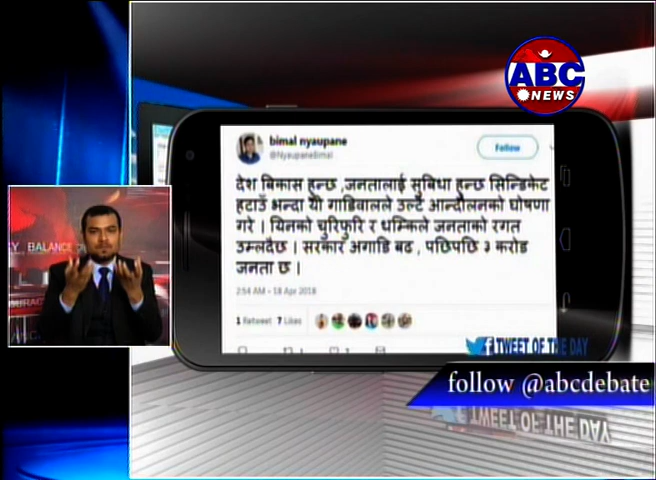 ABC
NEWS
bimal nyaupane
@NyaupaneBimal
Follow
देश बिकास हुन्छ ,जनतालाई सुबिधा हुन्छ सिन्डिकेट
हटाउँ भन्दा यी गाडिवालले उल्टै आन्दोलनको घोषणा
गरे । यिनको चुरिफुरि र धम्किले जनताको रगत
उम्लदैछ । सरकार अगाडि बढ , पछिपछि ३ करोड
जनता छ ।
2:54 AM - 18 Apr 2018
1 Retweet 7 Likes
TWEET OF THE DAY
follow @abcdebate
TWEET OF THE DAY
BALANCE